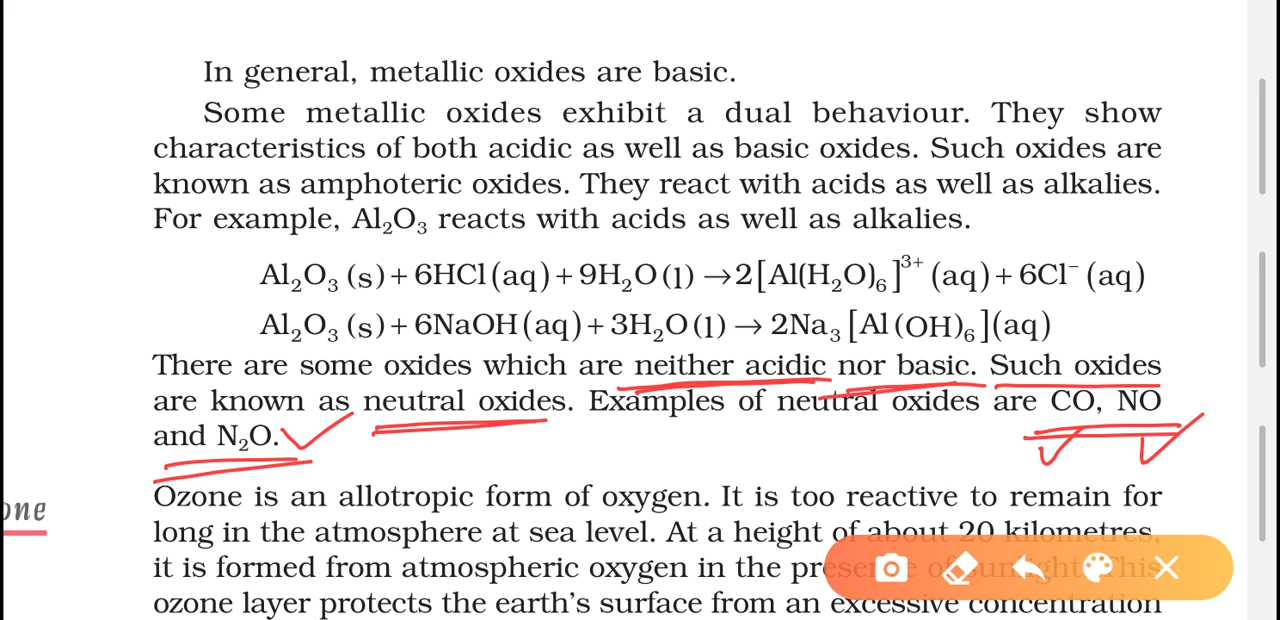 In general, metallic oxides are basic.
Some metallic oxides exhibit a dual behaviour. They show
characteristics of both acidic as well as basic oxides. Such oxides are
known as amphoteric oxides. They react with acids as well as alkalies.
For example, Al₂O₃ reacts with acids as well as alkalies.
Al₂O₃ (s) + 6HCl (aq) + 9H₂O (l) → 2[Al(H₂O)₆]³⁺ (aq) + 6Cl⁻ (aq)
Al₂O₃ (s) + 6NaOH (aq) + 3H₂O (l) → 2Na₃[Al(OH)₆](aq)
There are some oxides which are neither acidic nor basic. Such oxides
are known as neutral oxides. Examples of neutral oxides are CO, NO
and N₂O.
Ozone is an allotropic form of oxygen. It is too reactive to remain for
one
long in the atmosphere at sea level. At a height of about 20 kilometres,
it is formed from atmospheric oxygen in the presence of sunlight. This
ozone layer protects the earth's surface from an excessive concentration